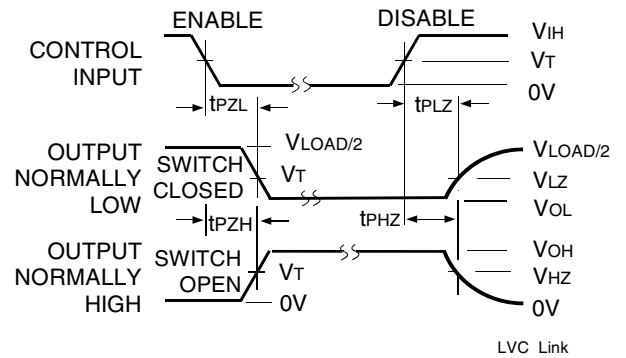 ENABLE DISABLE
CONTROL INPUT
VIH
VT
0V
tPZL tPLZ
OUTPUT NORMALLY LOW
SWITCH CLOSED
VLOAD/2
VT
VLOAD/2
VLZ
VOL
tPZH tPHZ
OUTPUT NORMALLY HIGH
SWITCH OPEN
VT
0V
VOH
VHZ
0V
LVC Link